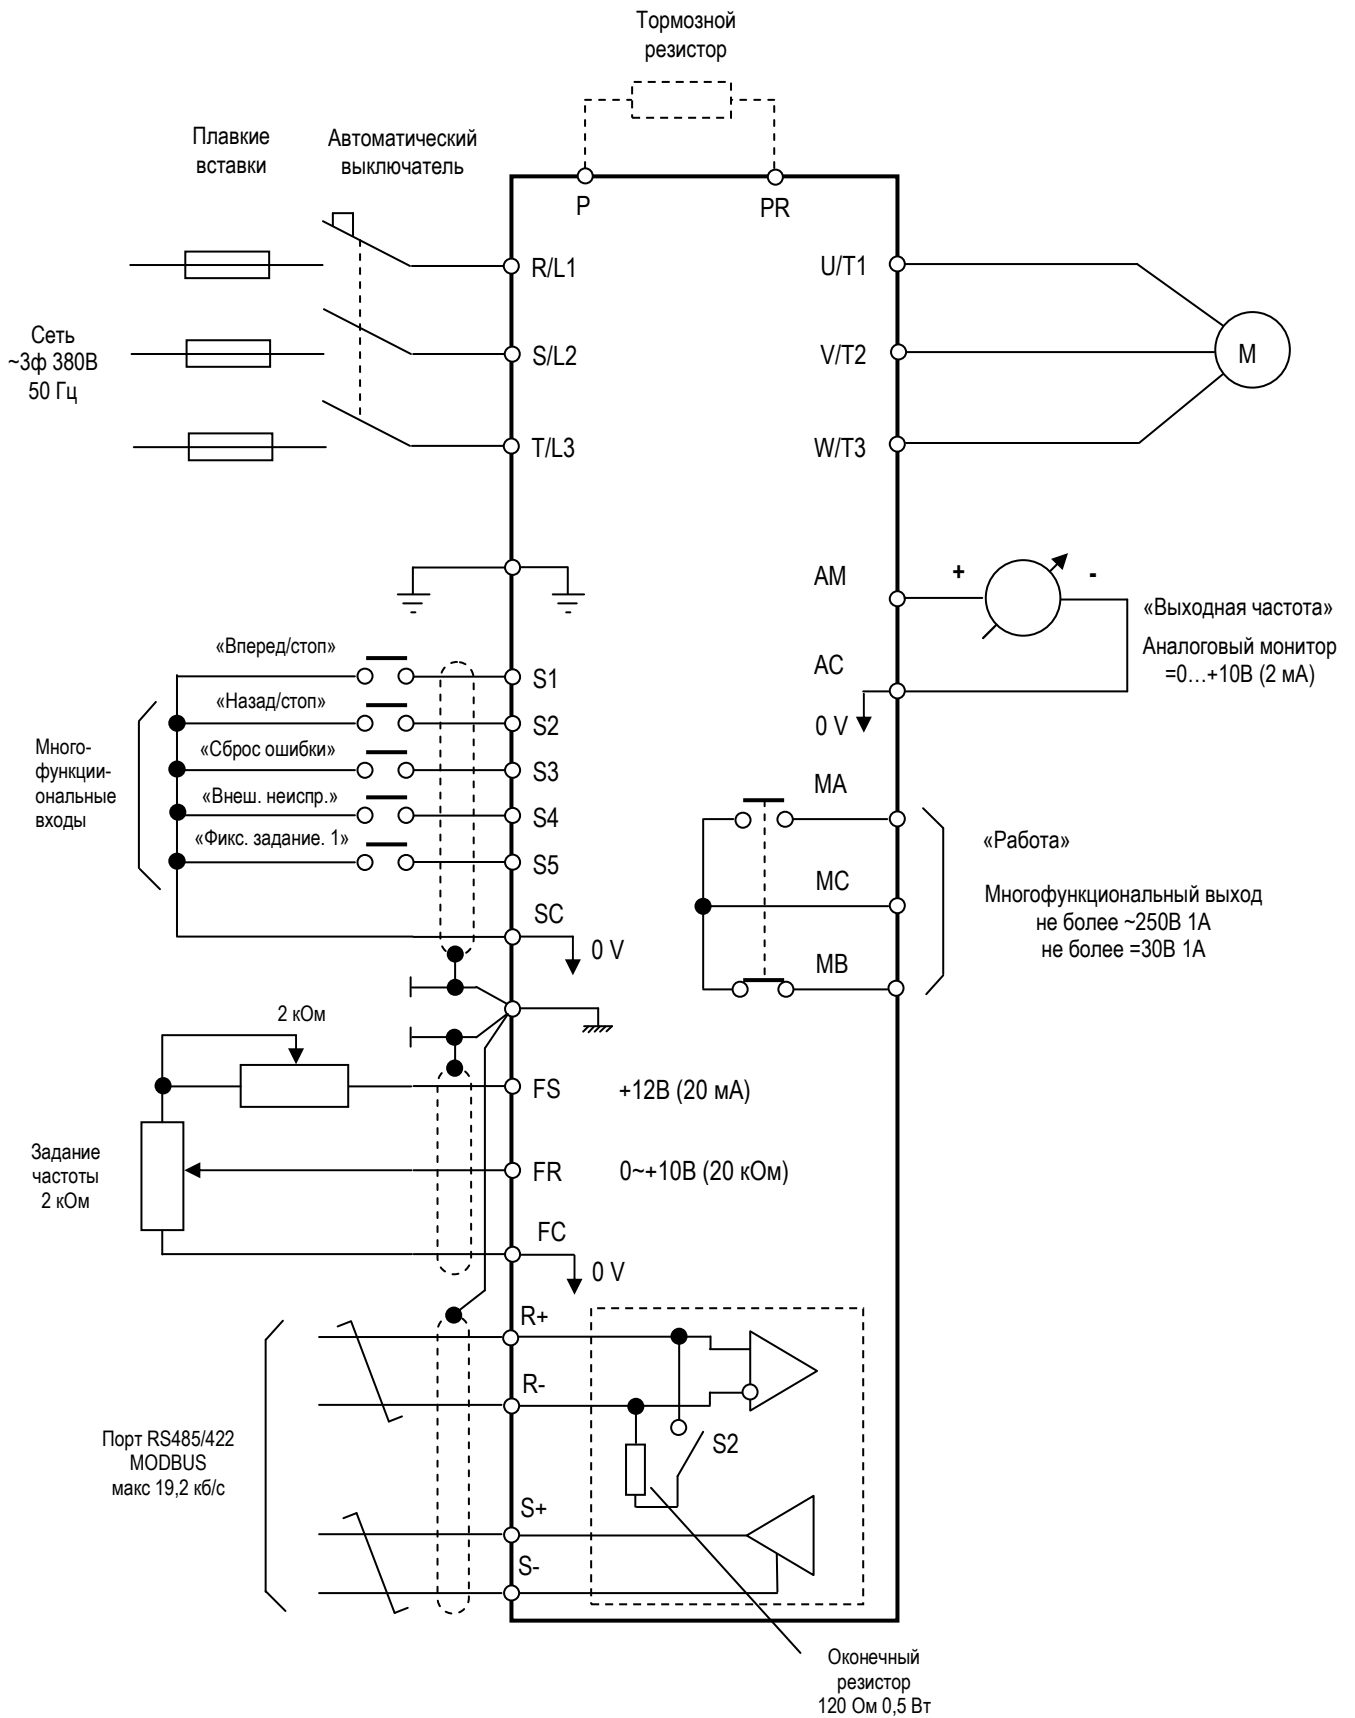 Тормозной
резистор
Плавкие
вставки
Автоматический
выключатель
P
PR
R/L1
U/T1
Сеть
~3ф 380В
50 Гц
S/L2
V/T2
M
T/L3
W/T3
AM
+
-
«Выходная частота»
Аналоговый монитор
=0…+10В (2 мА)
AC
0 V
«Вперед/стоп»
S1
«Назад/стоп»
S2
«Сброс ошибки»
S3
«Внеш. неиспр.»
S4
«Фикс. задание. 1»
S5
Много-
функци-
ональные
входы
SC
0 V
MA
MC
MB
«Работа»
Многофункциональный выход
не более ~250В 1А
не более =30В 1А
2 кОм
FS
+12В (20 мА)
Задание
частоты
2 кОм
FR
0~+10В (20 кОм)
FC
0 V
R+
R-
S2
Порт RS485/422
MODBUS
макс 19,2 кб/с
S+
S-
Оконечный
резистор
120 Ом 0,5 Вт